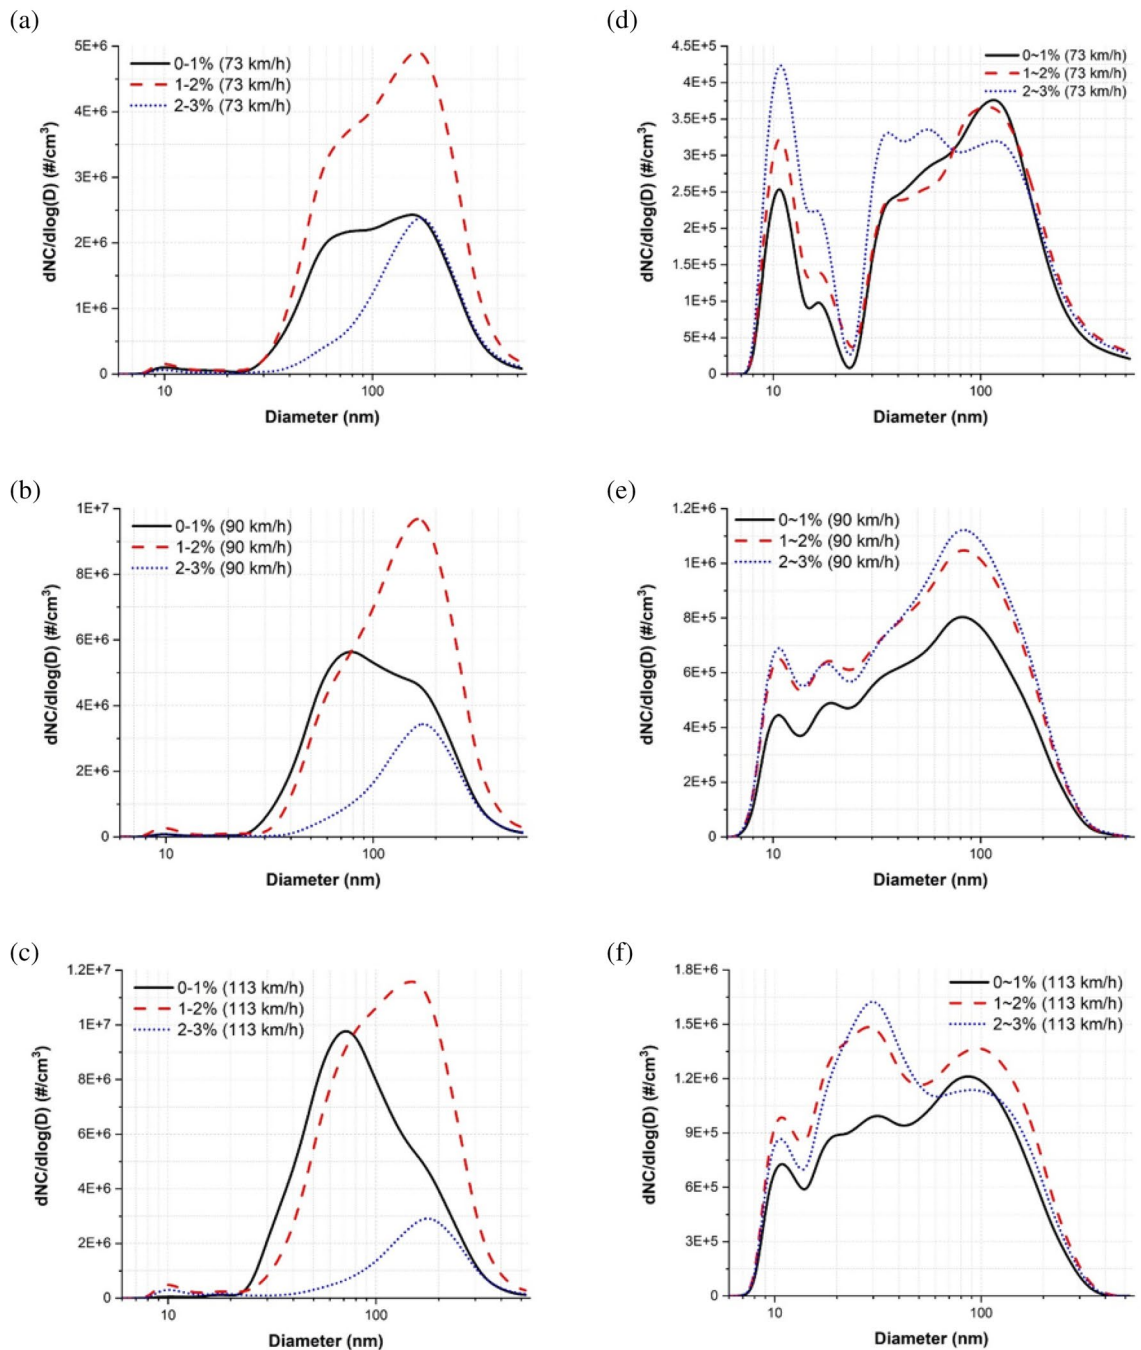 (a)
5E+6
4E+6
3E+6
2E+6
1E+6
0
dNC/dlog(D) (#/cm³)
0-1% (73 km/h)
1-2% (73 km/h)
2-3% (73 km/h)
10
100
Diameter (nm)
(d)
4.5E+5
4E+5
3.5E+5
3E+5
2.5E+5
2E+5
1.5E+5
1E+5
5E+4
0
dNC/dlog(D) (#/cm³)
0~1% (73 km/h)
1~2% (73 km/h)
2~3% (73 km/h)
10
100
Diameter (nm)
(b)
1E+7
8E+6
6E+6
4E+6
2E+6
0
dNC/dlog(D) (#/cm³)
0-1% (90 km/h)
1-2% (90 km/h)
2-3% (90 km/h)
10
100
Diameter (nm)
(e)
1.2E+6
1E+6
8E+5
6E+5
4E+5
2E+5
0
dNC/dlog(D) (#/cm³)
0~1% (90 km/h)
1~2% (90 km/h)
2~3% (90 km/h)
10
100
Diameter (nm)
(c)
1.2E+7
1E+7
8E+6
6E+6
4E+6
2E+6
0
dNC/dlog(D) (#/cm³)
0-1% (113 km/h)
1-2% (113 km/h)
2-3% (113 km/h)
10
100
Diameter (nm)
(f)
1.8E+6
1.5E+6
1.2E+6
9E+5
6E+5
3E+5
0
dNC/dlog(D) (#/cm³)
0~1% (113 km/h)
1~2% (113 km/h)
2~3% (113 km/h)
10
100
Diameter (nm)